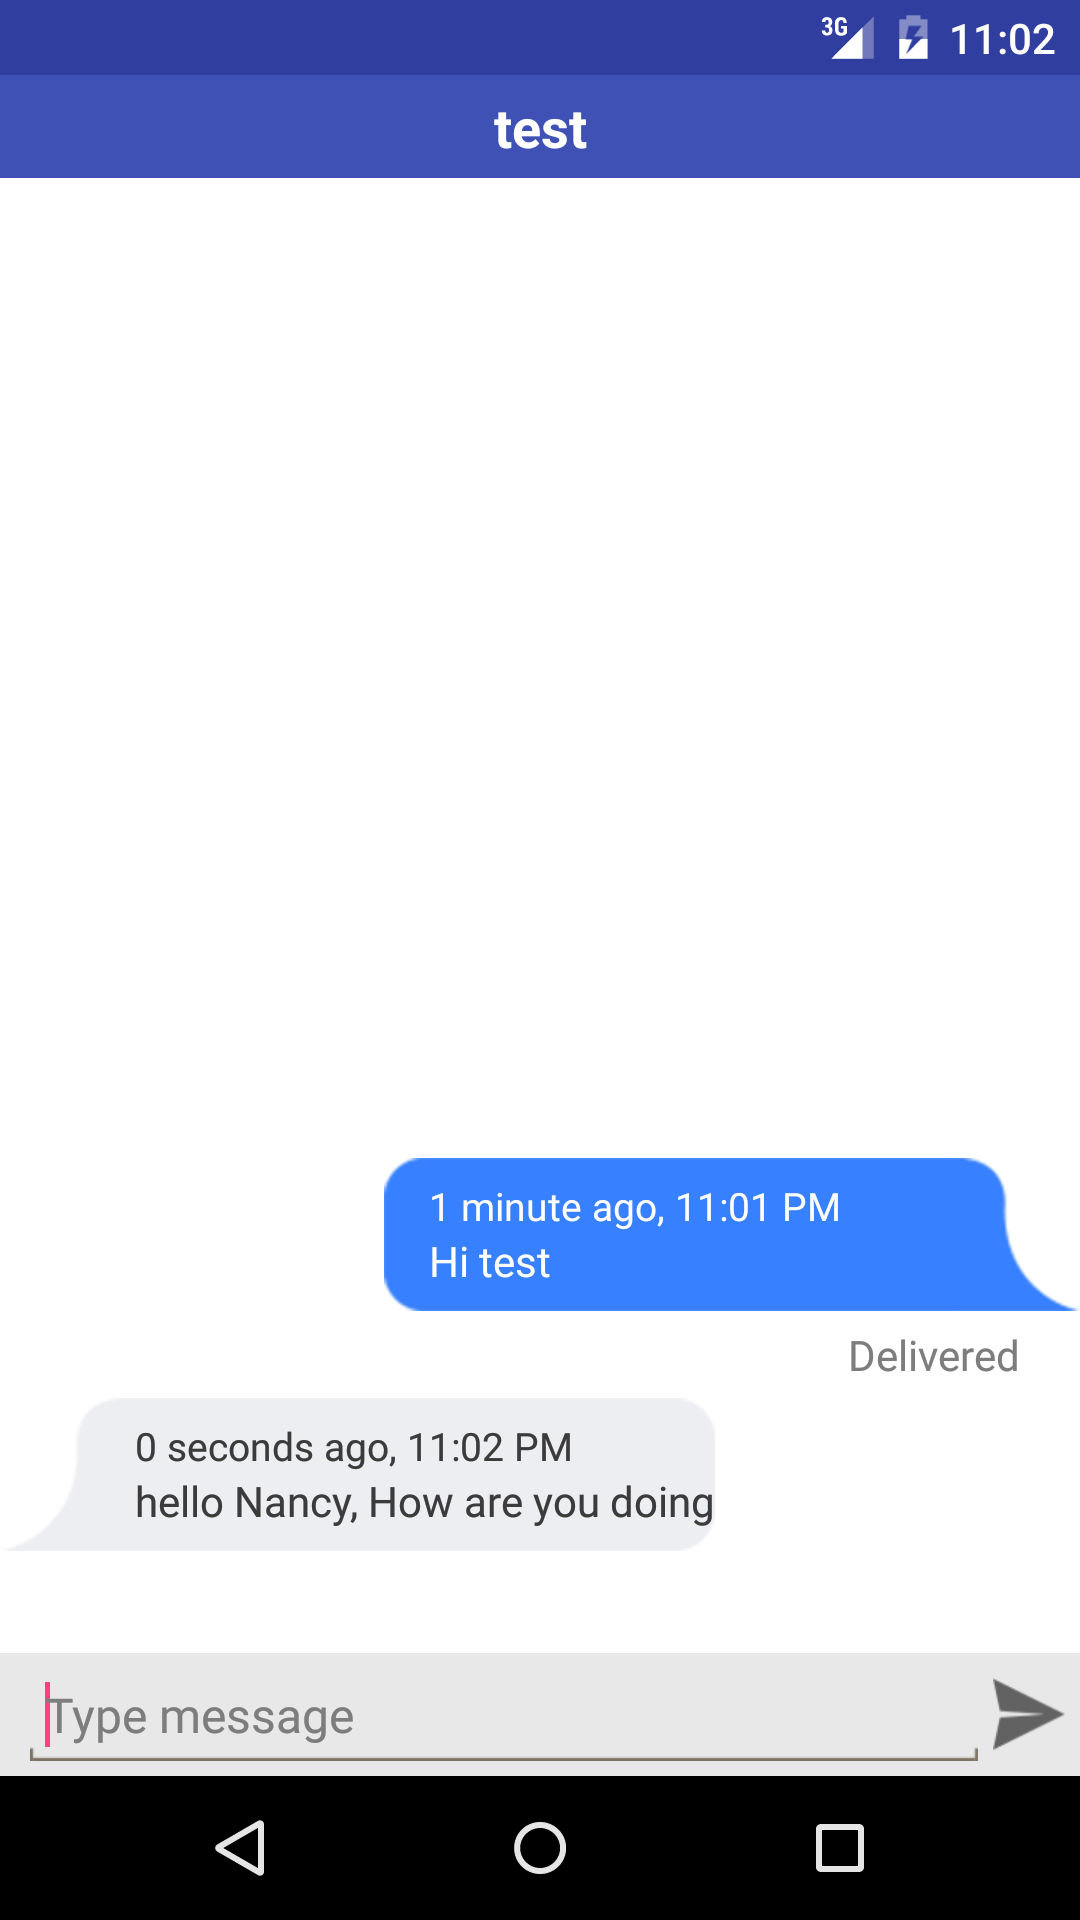 3G 11:02
test
1 minute ago, 11:01 PM
Hi test
Delivered
0 seconds ago, 11:02 PM
hello Nancy, How are you doing
Type message